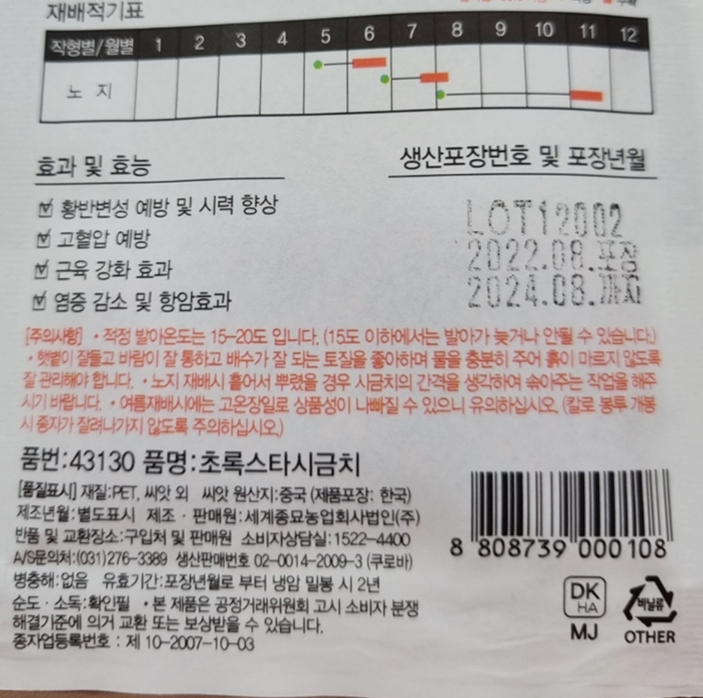 재배적기표
작형별/월별 1 2 3 4 5 6 7 8 9 10 11 12
노 지
효과 및 효능
황반변성 예방 및 시력 향상
고혈압 예방
근육 강화 효과
염증 감소 및 항암효과
생산포장번호 및 포장년월
LOT12002
2022.08.포장
2024.08.까지
[주의사항] • 적정 발아온도는 15-20도 입니다. (15도 이하에서는 발아가 늦거나 안될 수 있습니다.)
• 햇볕이 잘들고 바람이 잘 통하고 배수가 잘 되는 토질을 좋아하며 물을 충분히 주어 흙이 마르지 않도록
잘 관리해야 합니다. • 노지 재배시 흩어서 뿌렸을 경우 시금치의 간격을 생각하여 솎아주는 작업을 해주
시기 바랍니다. • 여름재배시에는 고온장일로 상품성이 나빠질 수 있으니 유의하십시오. (칼로 봉투 개봉
시 종자가 잘려나가지 않도록 주의하십시오.)
품번:43130 품명:초록스타시금치
[품질표시] 재질:PET, 씨앗 외 씨앗 원산지:중국 (제품포장: 한국)
제조년월:별도표시 제조 · 판매원:세계종묘농업회사법인(주)
반품 및 교환장소:구입처 및 판매원 소비자상담실:1522-4400
A/S문의처:(031)276-3389 생산판매번호 02-0014-2009-3 (쿠로바)
병충해:없음 유효기간:포장년월로 부터 냉암 밀봉 시 2년
순도 · 소독:확인필 • 본 제품은 공정거래위원회 고시 소비자 분쟁
해결기준에 의거 교환 또는 보상받을 수 있습니다.
종자업등록번호 : 제 10-2007-10-03
8 808739 000108
DK
HA
MJ
비닐류
OTHER